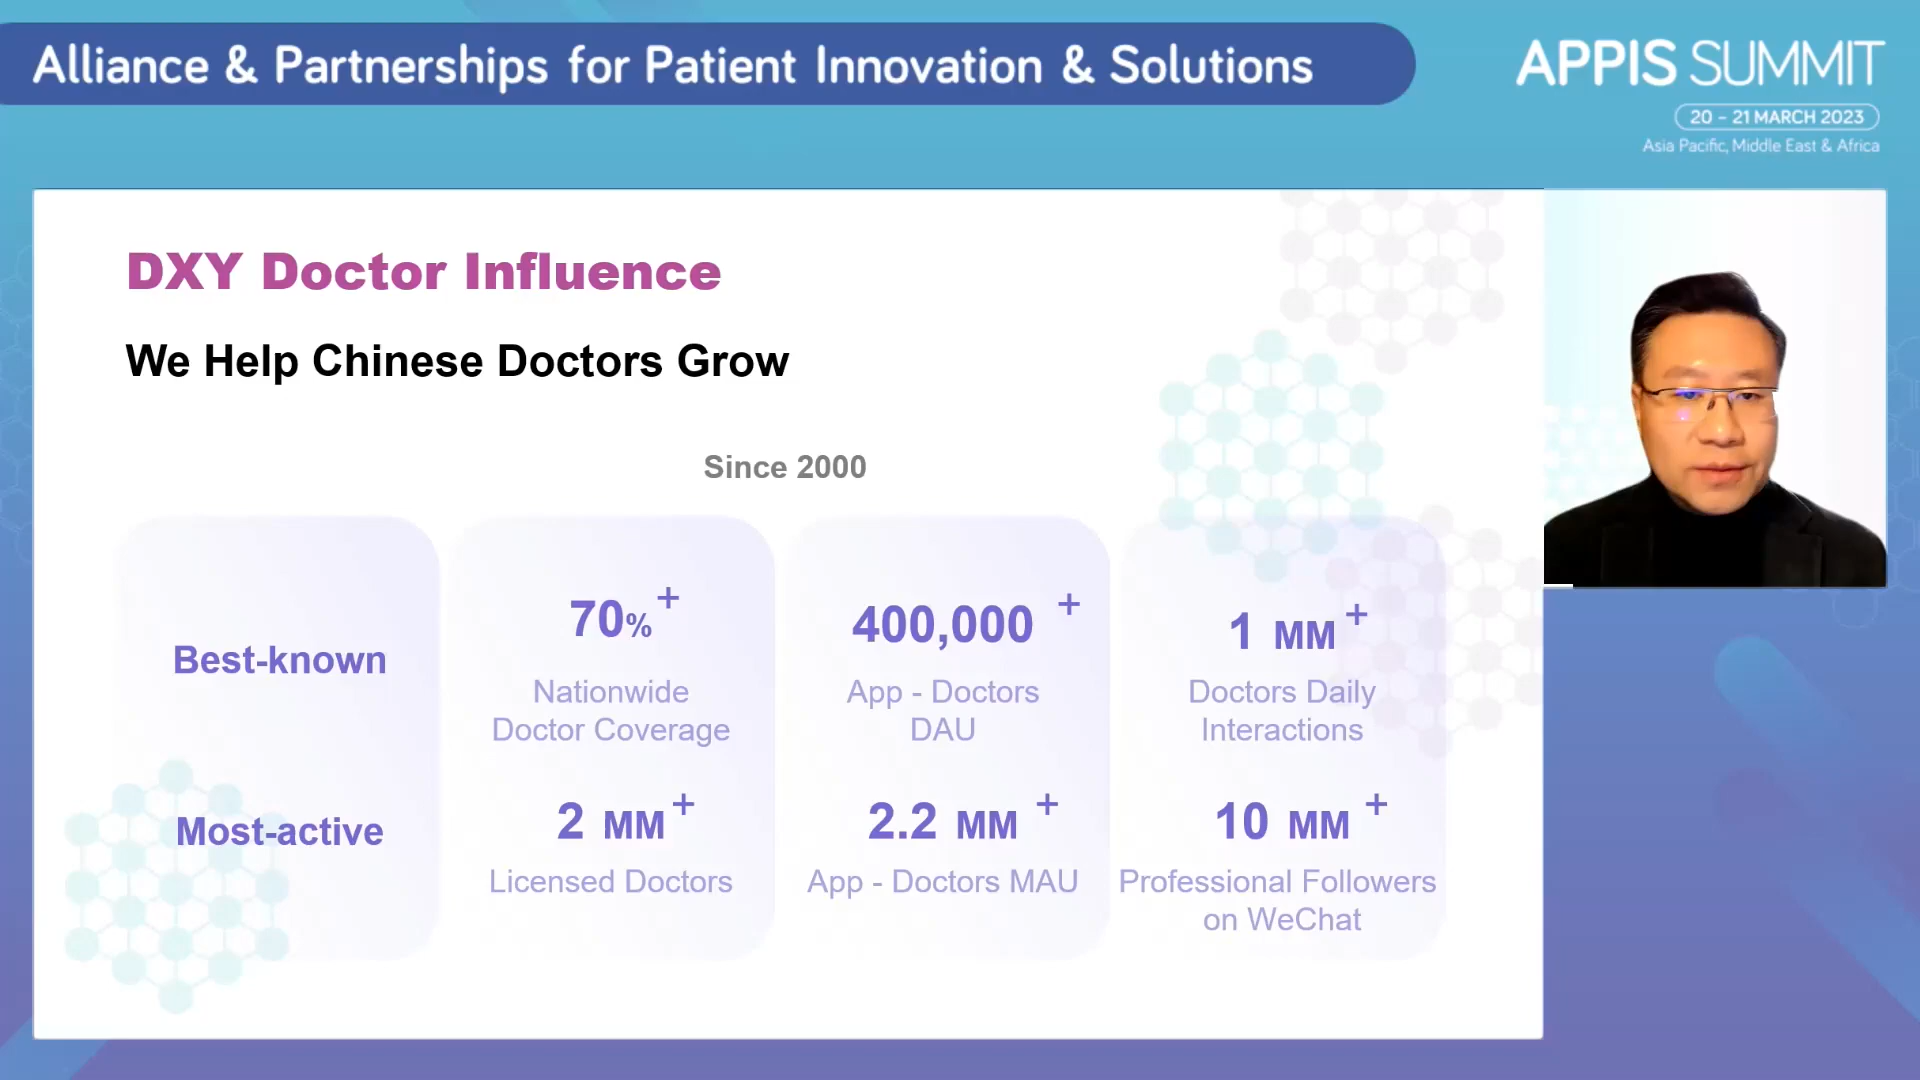 Alliance & Partnerships for Patient Innovation & Solutions
APPIS SUMMIT
20 - 21 MARCH 2023
Asia Pacific, Middle East & Africa
DXY Doctor Influence
We Help Chinese Doctors Grow
Since 2000
Best-known
70%+
Nationwide
Doctor Coverage
400,000 +
App - Doctors
DAU
1 MM +
Doctors Daily
Interactions
Most-active
2 MM +
Licensed Doctors
2.2 MM +
App - Doctors MAU
10 MM +
Professional Followers
on WeChat